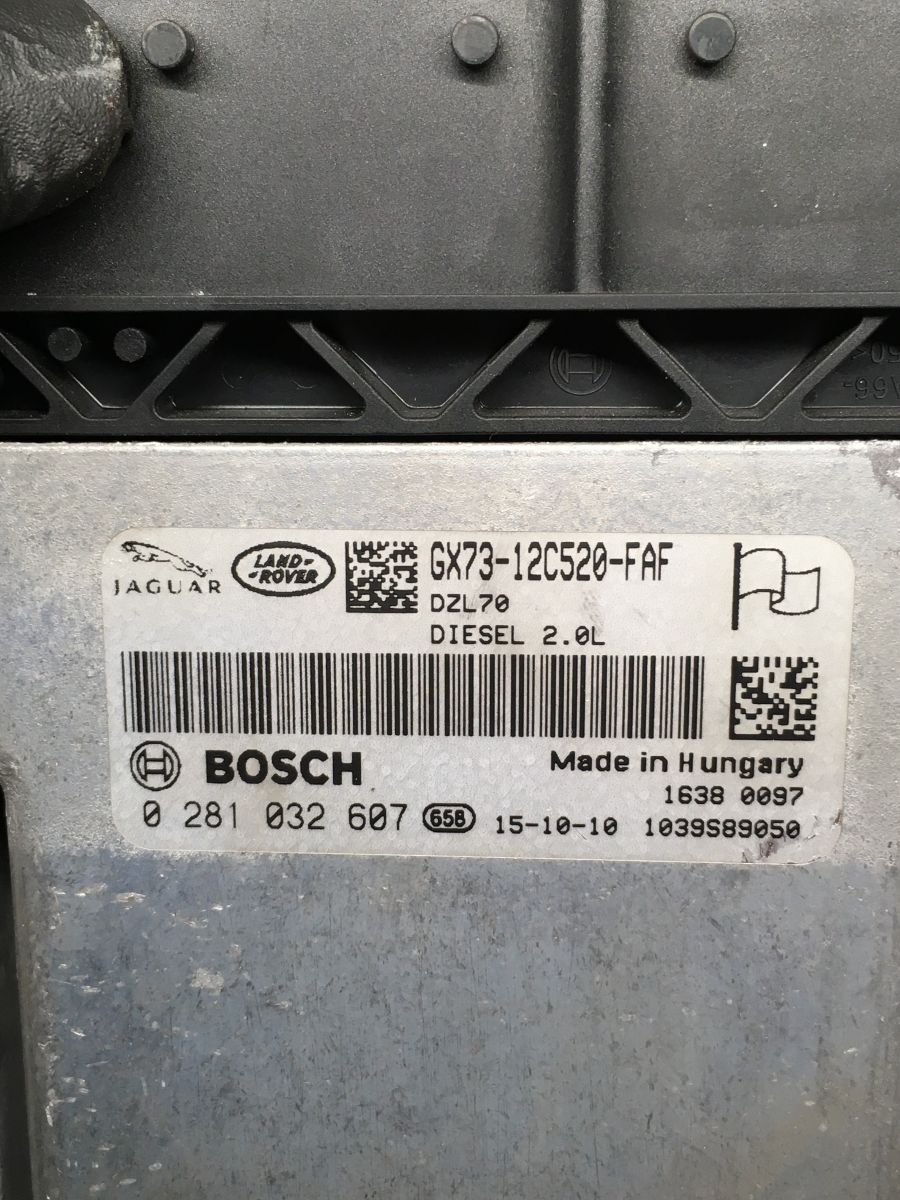 JAGUAR
LAND-
-ROVER
GX73-12C520-FAF
DZL70
DIESEL 2.0L
BOSCH
Made in Hungary
1638 0097
0 281 032 607 658 15-10-10 1039S89050